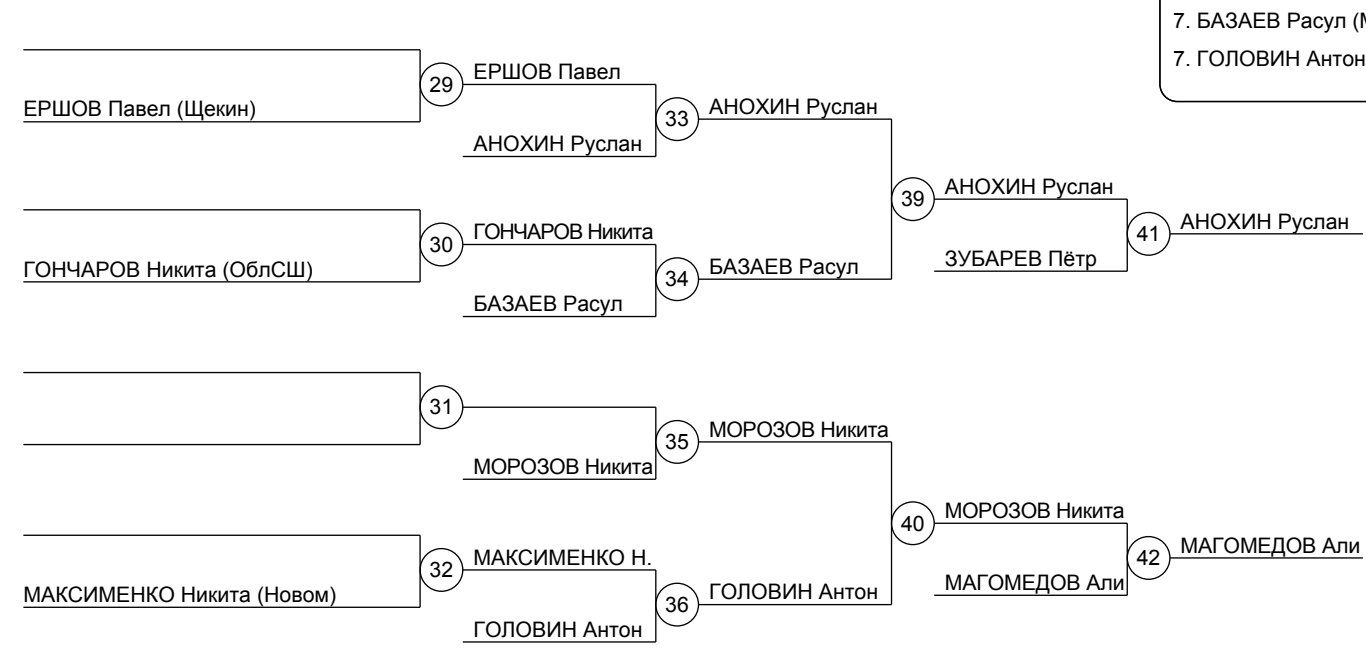 7. БАЗАЕВ Расул (
7. ГОЛОВИН Антон
29
ЕРШОВ Павел
ЕРШОВ Павел (Щекин)
33
АНОХИН Руслан
АНОХИН Руслан
39
АНОХИН Руслан
41
АНОХИН Руслан
ГОНЧАРОВ Никита
30
ЗУБАРЕВ Пётр
ГОНЧАРОВ Никита (ОблСШ)
34
БАЗАЕВ Расул
БАЗАЕВ Расул
31
35
МОРОЗОВ Никита
МОРОЗОВ Никита
40
МОРОЗОВ Никита
42
МАГОМЕДОВ Али
32
МАКСИМЕНКО Н.
МАГОМЕДОВ Али
МАКСИМЕНКО Никита (Новом)
36
ГОЛОВИН Антон
ГОЛОВИН Антон